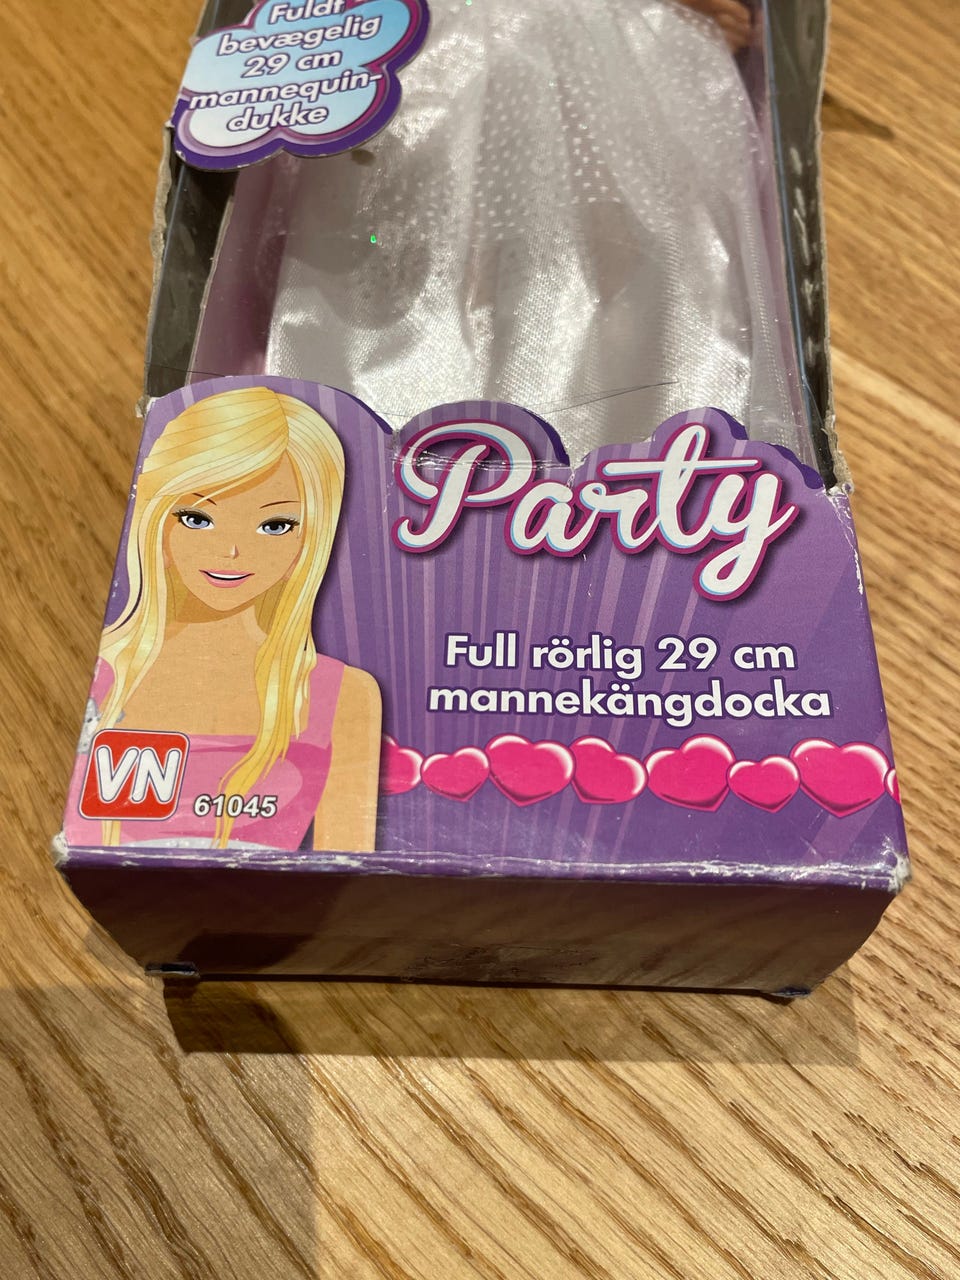 Fuldt
bevægelig
29 cm
mannequin-
dukke
Party
Full rörlig 29 cm
mannekängdocka
VN
61045